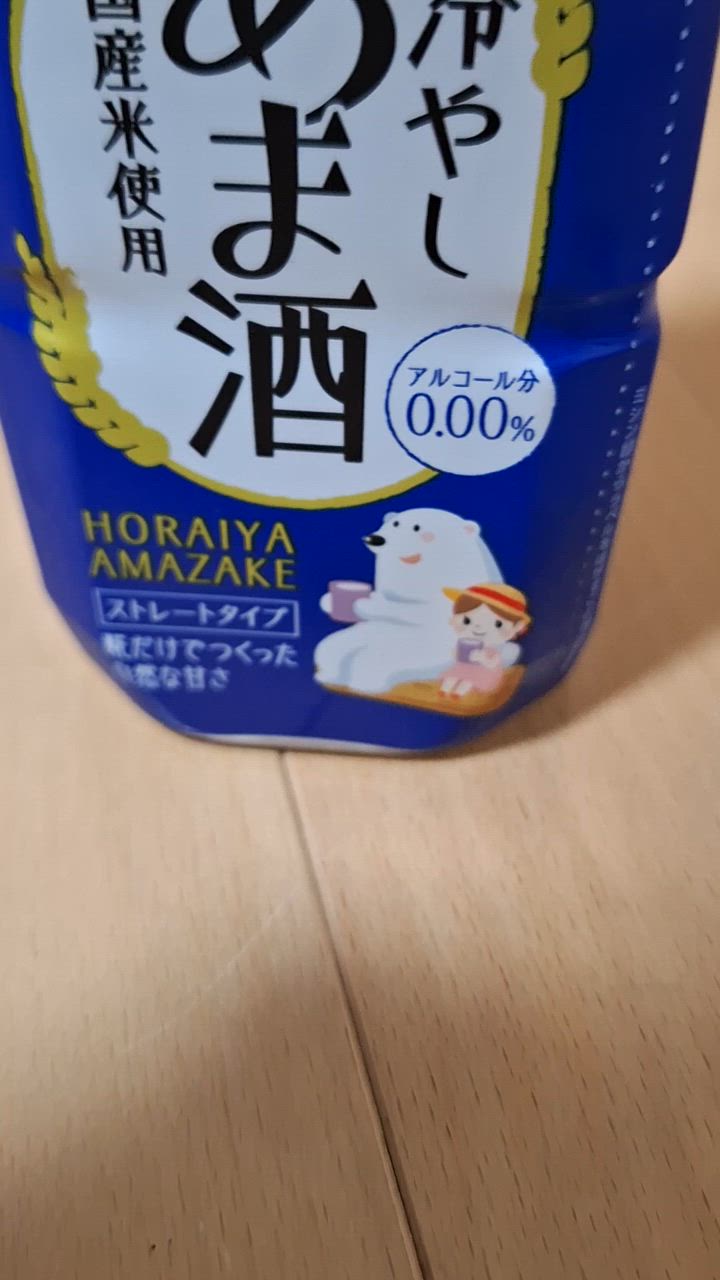 冷やし
あま酒
国産米使用
アルコール分
0.00%
HORAIYA
AMAZAKE
ストレートタイプ
糀だけでつくった
自然な甘さ